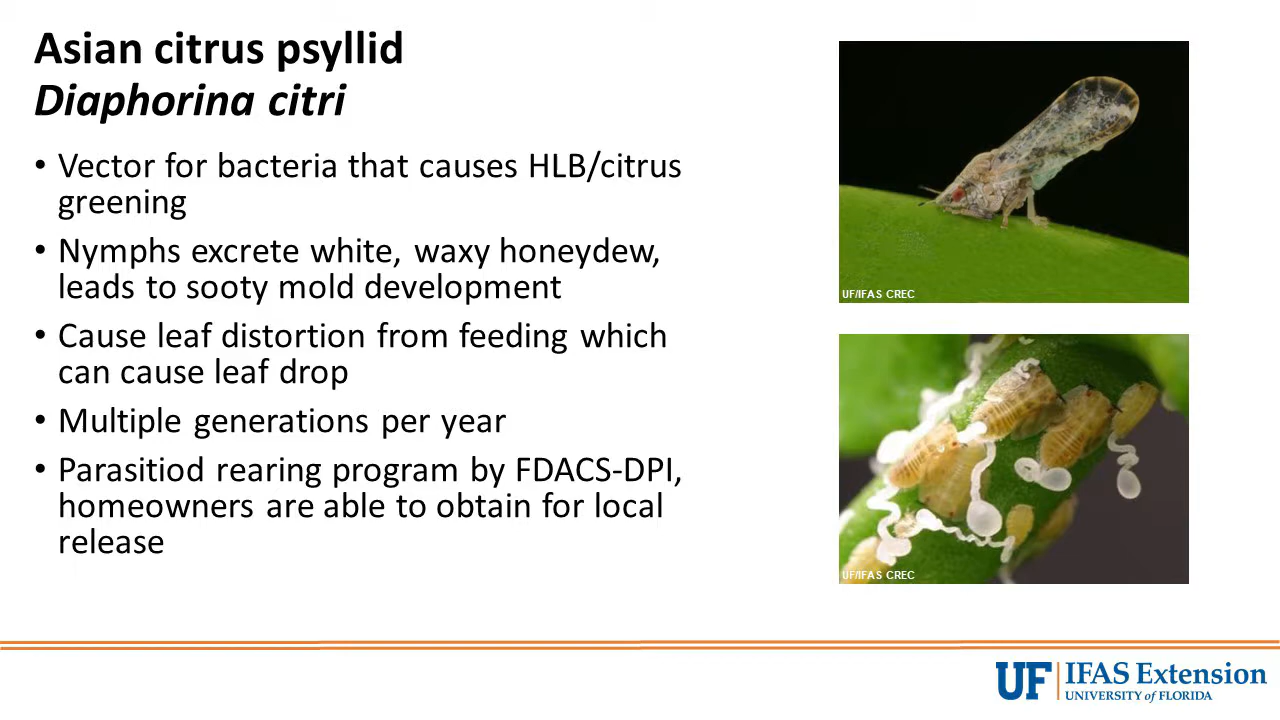 Asian citrus psyllid
Diaphorina citri
• Vector for bacteria that causes HLB/citrus
greening
• Nymphs excrete white, waxy honeydew,
leads to sooty mold development
• Cause leaf distortion from feeding which
can cause leaf drop
• Multiple generations per year
• Parasitiod rearing program by FDACS-DPI,
homeowners are able to obtain for local
release
UF/IFAS CREC
UF/IFAS CREC
UF IFAS Extension
UNIVERSITY of FLORIDA